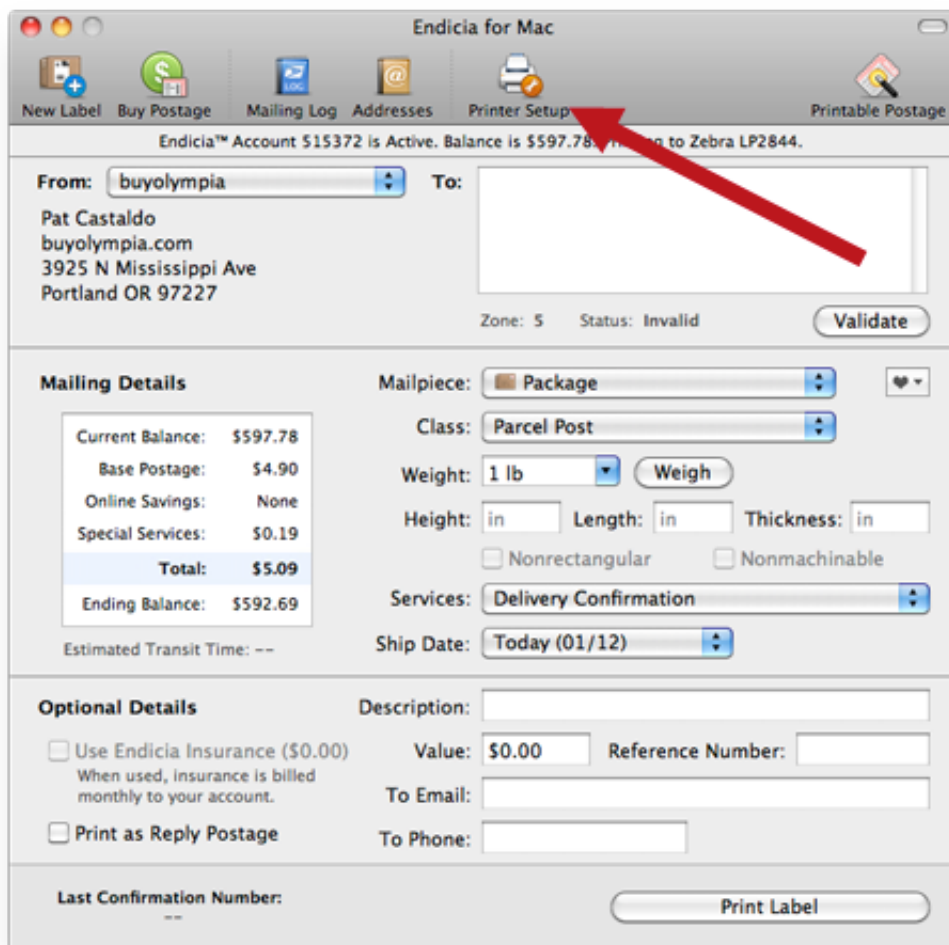 Endicia for Mac
New Label Buy Postage Mailing Log Addresses Printer Setup Printable Postage
Endicia™ Account 515372 is Active. Balance is $597.78. to Zebra LP2844.
From: buyolympia To:
Pat Castaldo
buyolympia.com
3925 N Mississippi Ave
Portland OR 97227
Zone: 5 Status: Invalid Validate
Mailing Details Mailpiece: Package
Current Balance: $597.78 Class: Parcel Post
Base Postage: $4.90 Weight: 1 lb Weigh
Online Savings: None Height: in Length: in Thickness: in
Special Services: $0.19 Nonrectangular Nonmachinable
Total: $5.09
Ending Balance: $592.69 Services: Delivery Confirmation
Estimated Transit Time: -- Ship Date: Today (01/12)
Optional Details Description:
Use Endicia Insurance ($0.00) Value: $0.00 Reference Number:
When used, insurance is billed
monthly to your account. To Email:
Print as Reply Postage To Phone:
Last Confirmation Number:
-- Print Label